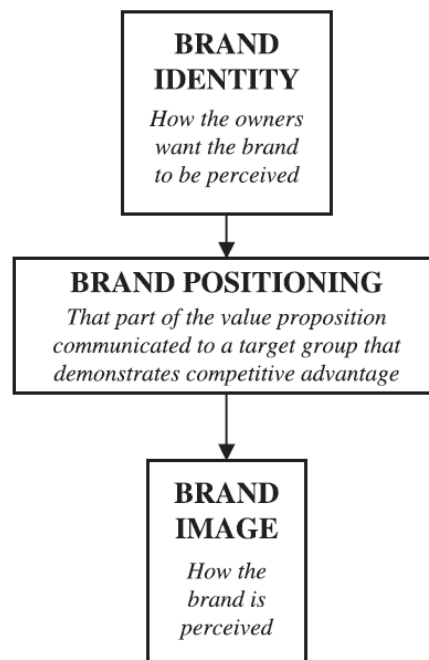 BRAND
IDENTITY
How the owners
want the brand
to be perceived
BRAND POSITIONING
That part of the value proposition
communicated to a target group that
demonstrates competitive advantage
BRAND
IMAGE
How the
brand is
perceived